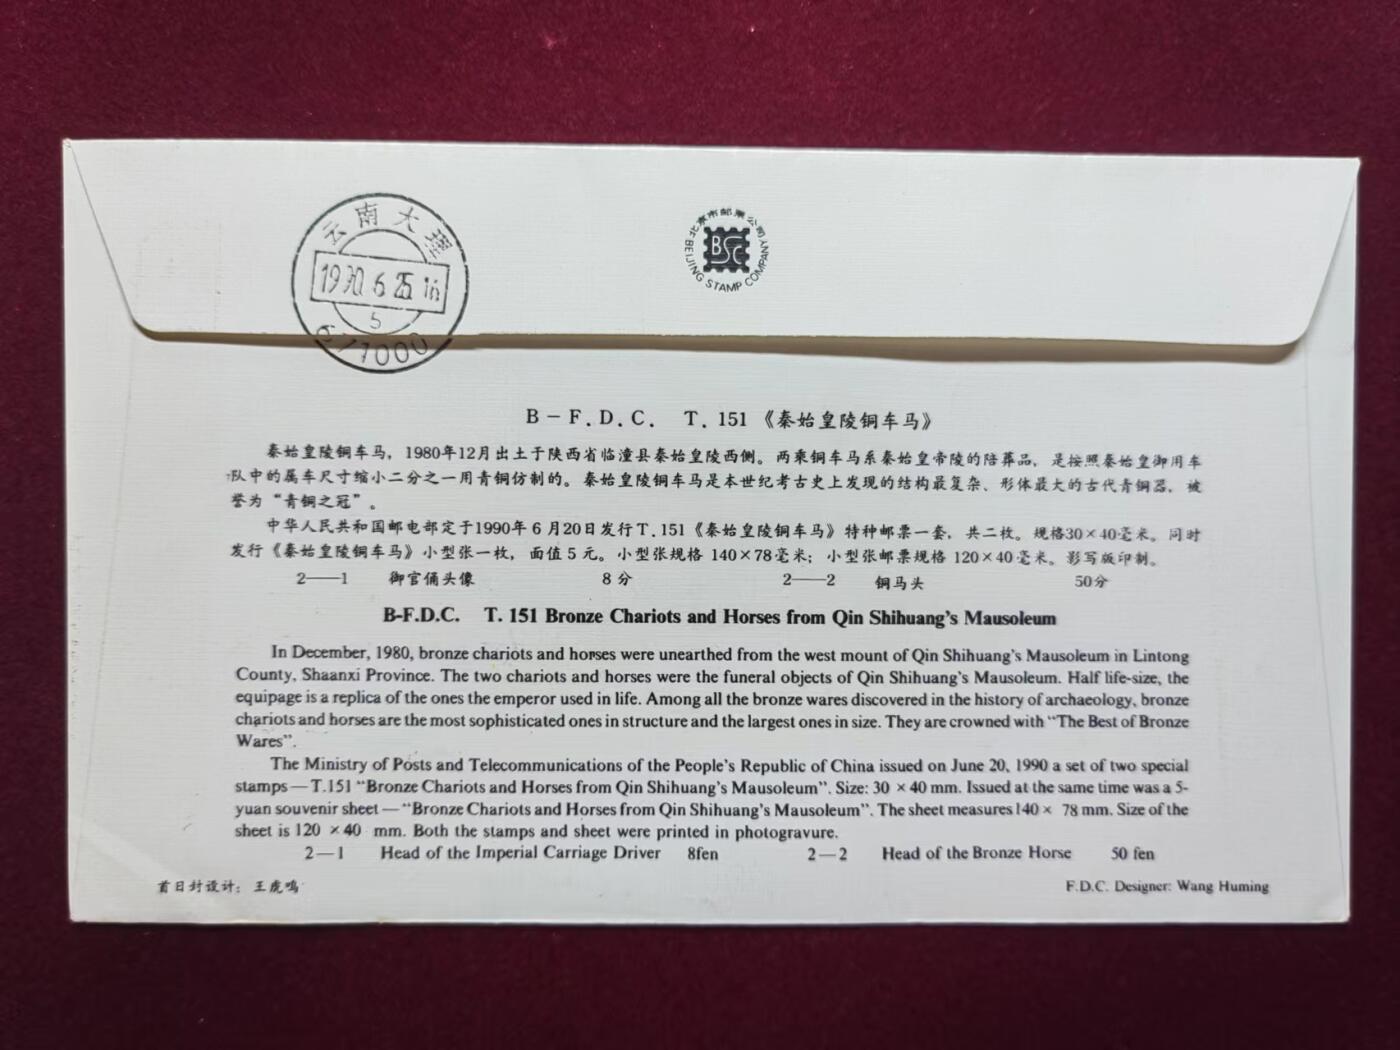 云南大理
1990.6.25.16
5
671000
北京市邮票公司
BSC
BEIJING STAMP COMPANY
B－F.D.C. T.151《秦始皇陵铜车马》
秦始皇陵铜车马，1980年12月出土于陕西省临潼县秦始皇陵西侧。两乘铜车马系秦始皇帝陵的陪葬品，是按照秦始皇御用车
队中的属车尺寸缩小二分之一用青铜仿制的。秦始皇陵铜车马是本世纪考古史上发现的结构最复杂、形体最大的古代青铜器，被
誉为“青铜之冠”。
中华人民共和国邮电部定于1990年6月20日发行T.151《秦始皇陵铜车马》特种邮票一套，共二枚。规格30×40毫米。同时
发行《秦始皇陵铜车马》小型张一枚，面值5元。小型张规格140×78毫米；小型张邮票规格120×40毫米。影写版印制。
2——1 御官俑头像 8分 2——2 铜马头 50分
B-F.D.C. T. 151 Bronze Chariots and Horses from Qin Shihuang's Mausoleum
In December, 1980, bronze chariots and horses were unearthed from the west mount of Qin Shihuang's Mausoleum in Lintong
County, Shaanxi Province. The two chariots and horses were the funeral objects of Qin Shihuang's Mausoleum. Half life-size, the
equipage is a replica of the ones the emperor used in life. Among all the bronze wares discovered in the history of archaeology, bronze
chariots and horses are the most sophisticated ones in structure and the largest ones in size. They are crowned with "The Best of Bronze
Wares".
The Ministry of Posts and Telecommunications of the People's Republic of China issued on June 20, 1990 a set of two special
stamps—T.151 "Bronze Chariots and Horses from Qin Shihuang's Mausoleum". Size: 30 × 40 mm. Issued at the same time was a 5-
yuan souvenir sheet—"Bronze Chariots and Horses from Qin Shihuang's Mausoleum". The sheet measures 140 × 78 mm. Size of the
sheet is 120 × 40 mm. Both the stamps and sheet were printed in photogravure.
2—1 Head of the Imperial Carriage Driver 8fen 2—2 Head of the Bronze Horse 50 fen
首日封设计：王虎鸣 F.D.C. Designer: Wang Huming